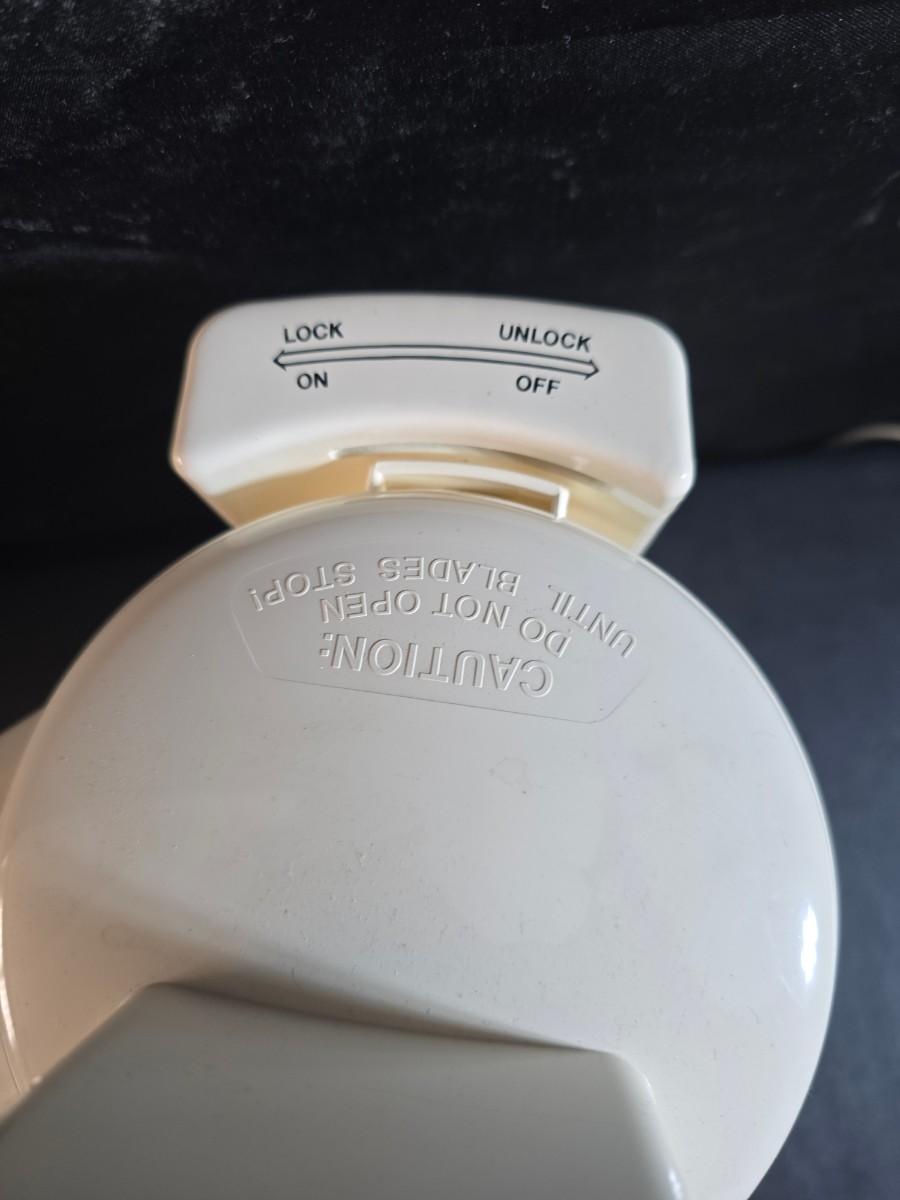 LOCK UNLOCK
ON OFF
CAUTION:
DO NOT OPEN
UNTIL BLADES STOP!